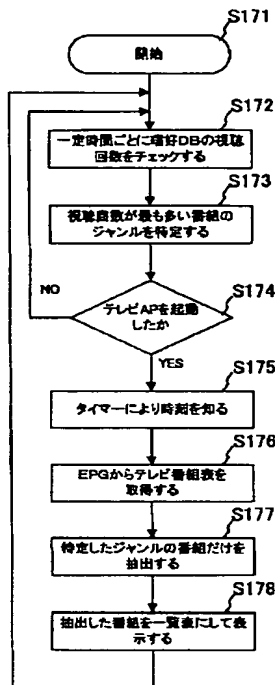 S171
開始
S172
一定時間ごとに嗜好DBの視聴
回数をチェックする
S173
視聴回数が最も多い番組の
ジャンルを特定する
S174
NO
テレビAPを起動
したか
YES
S175
タイマーにより時刻を知る
S176
EPGからテレビ番組表を
取得する
S177
特定したジャンルの番組だけを
抽出する
S178
抽出した番組を一覧表にして表
示する